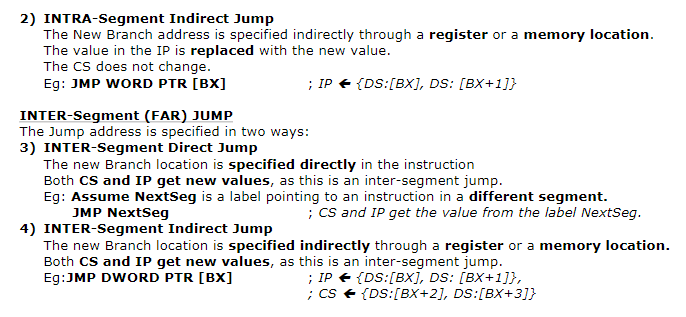 2) INTRA-Segment Indirect Jump
The New Branch address is specified indirectly through a register or a memory location.
The value in the IP is replaced with the new value.
The CS does not change.
Eg: JMP WORD PTR [BX] ; IP ← {DS:[BX], DS: [BX+1]}
INTER-Segment (FAR) JUMP
The Jump address is specified in two ways:
3) INTER-Segment Direct Jump
The new Branch location is specified directly in the instruction
Both CS and IP get new values, as this is an inter-segment jump.
Eg: Assume NextSeg is a label pointing to an instruction in a different segment.
JMP NextSeg ; CS and IP get the value from the label NextSeg.
4) INTER-Segment Indirect Jump
The new Branch location is specified indirectly through a register or a memory location.
Both CS and IP get new values, as this is an inter-segment jump.
Eg:JMP DWORD PTR [BX] ; IP ← {DS:[BX], DS: [BX+1]},
; CS ← {DS:[BX+2], DS:[BX+3]}